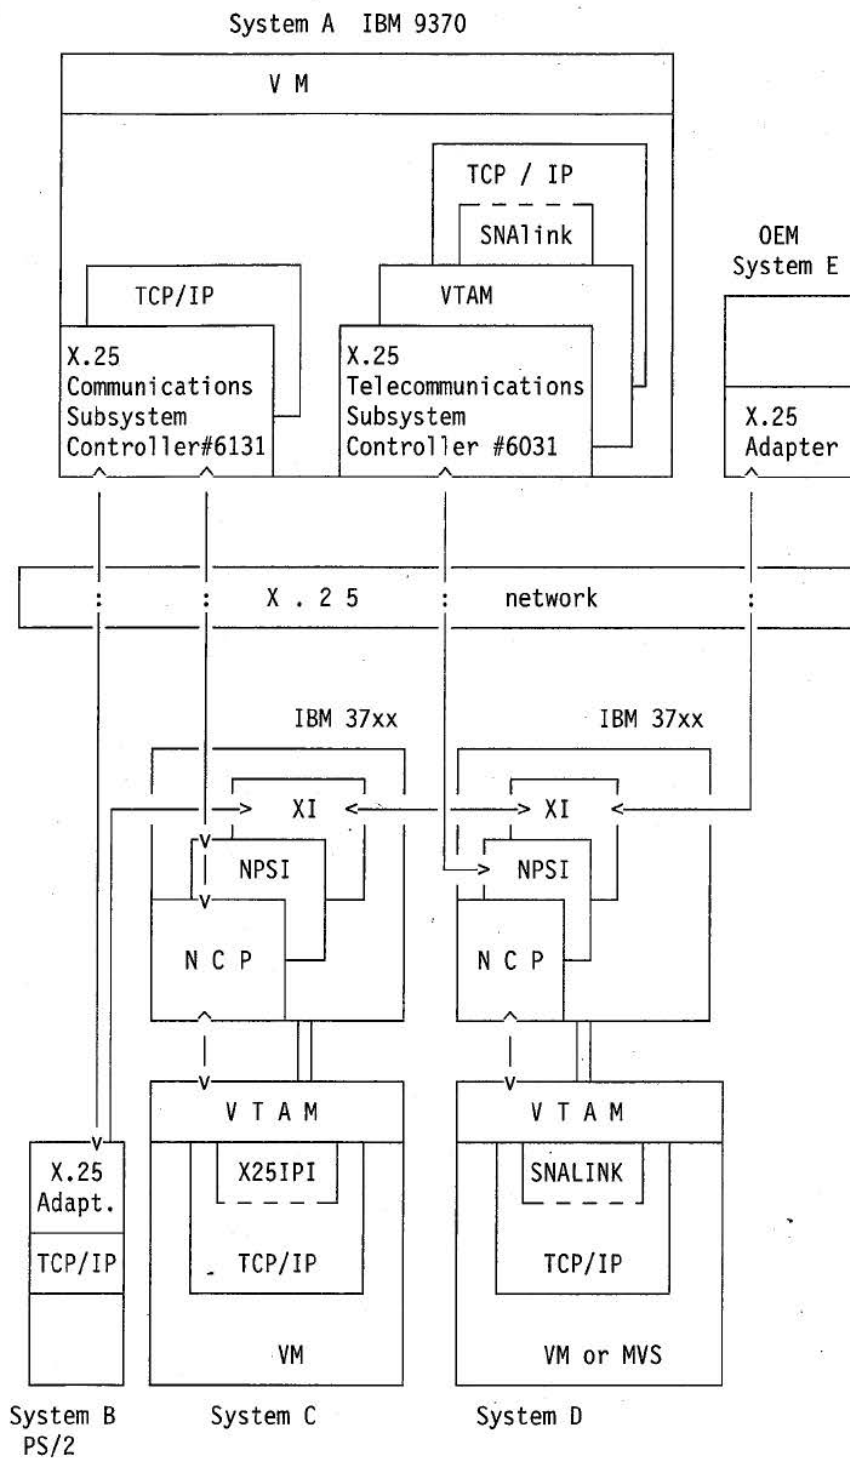 System A IBM 9370
V M
TCP / IP
SNAlink
OEM
System E
TCP/IP
VTAM
X.25
Communications
Subsystem
Controller#6131
X.25
Telecommunications
Subsystem
Controller #6031
X.25
Adapter
X . 2 5 network
IBM 37xx
IBM 37xx
XI
XI
NPSI
NPSI
N C P
N C P
V T A M
V T A M
X.25
Adapt.
X25IPI
SNALINK
TCP/IP
TCP/IP
TCP/IP
VM
VM or MVS
System B
PS/2
System C
System D